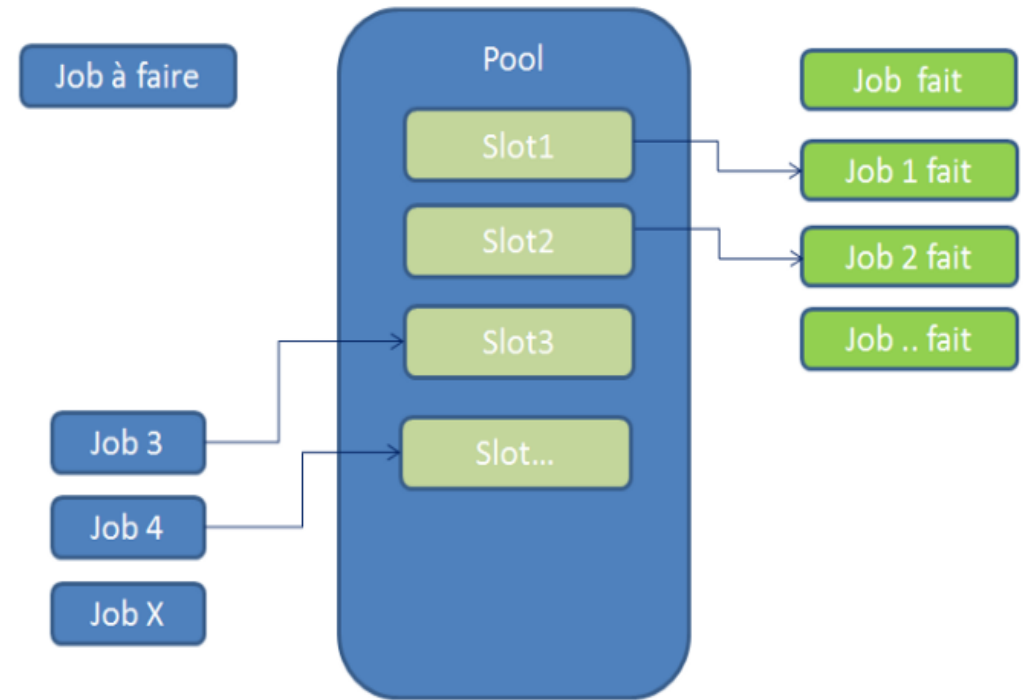 Job à faire
Job 3
Job 4
Job X
Pool
Slot1
Slot2
Slot3
Slot...
Job  fait
Job 1 fait
Job 2 fait
Job .. fait